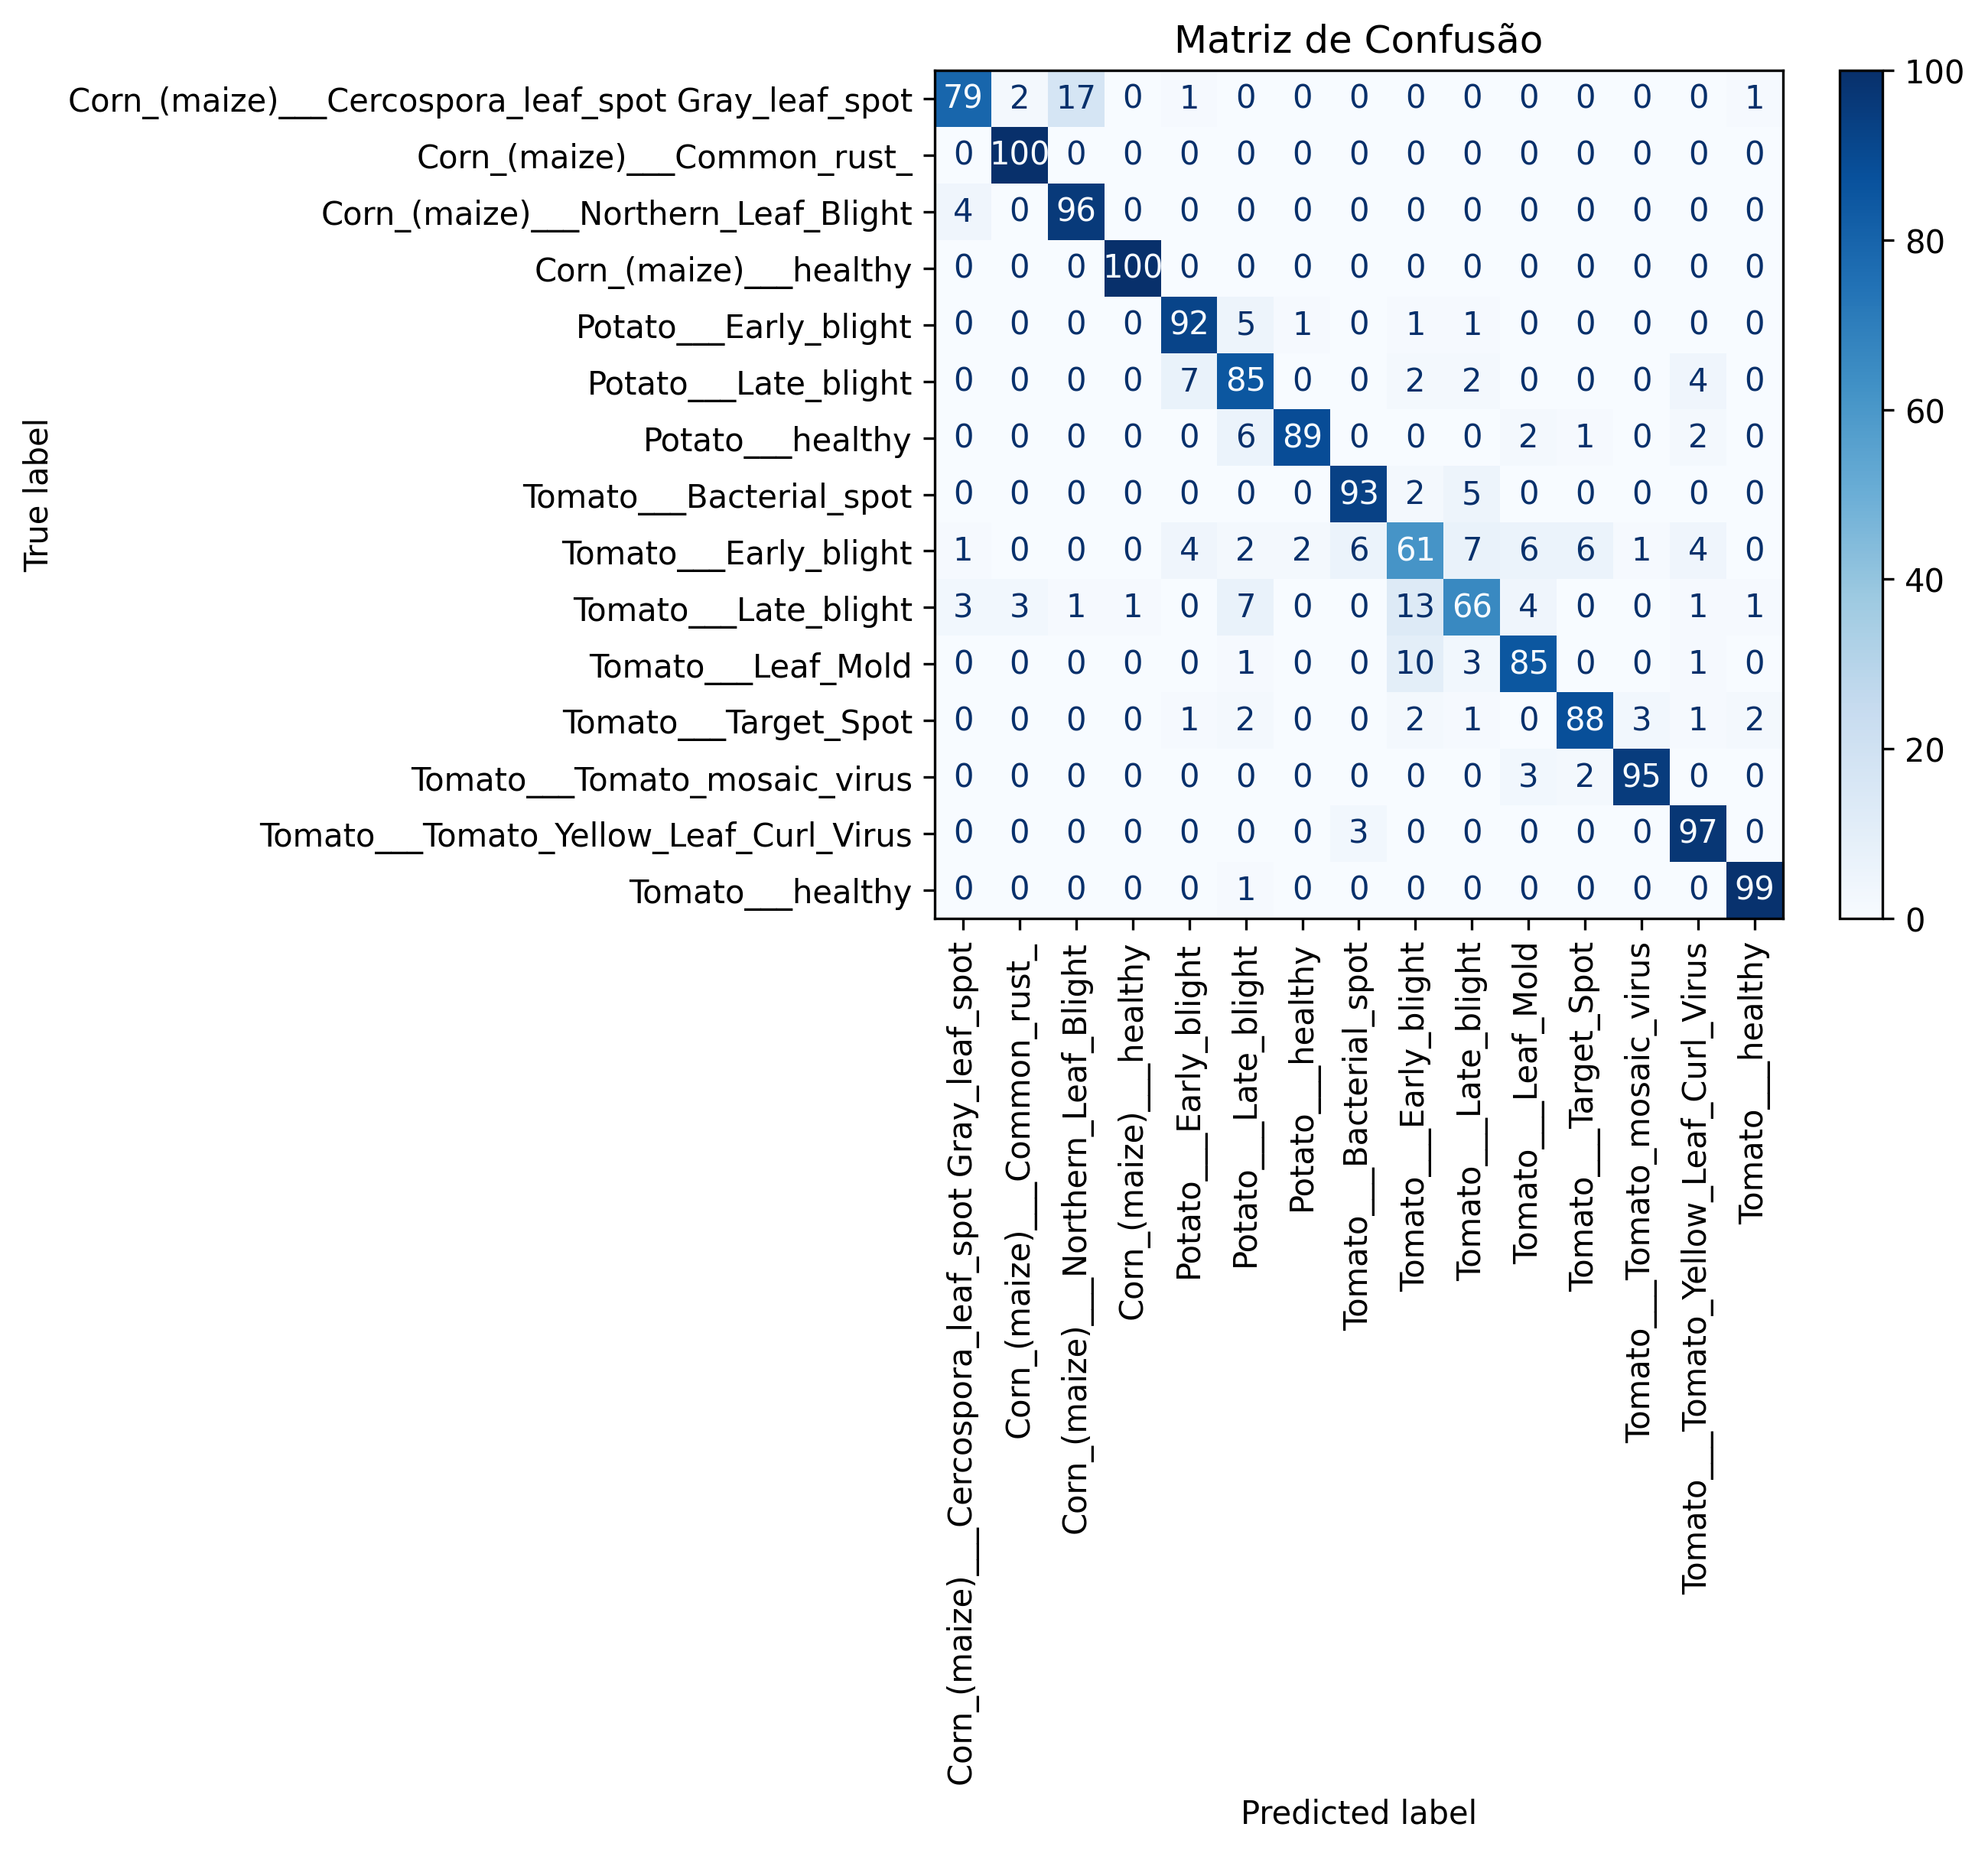 Matriz de Confusão
True label
Corn_(maize)___Cercospora_leaf_spot Gray_leaf_spot 79 2 17 0 1 0 0 0 0 0 0 0 0 0 1
Corn_(maize)___Common_rust_ 0 100 0 0 0 0 0 0 0 0 0 0 0 0 0
Corn_(maize)___Northern_Leaf_Blight 4 0 96 0 0 0 0 0 0 0 0 0 0 0 0
Corn_(maize)___healthy 0 0 0 100 0 0 0 0 0 0 0 0 0 0 0
Potato___Early_blight 0 0 0 0 92 5 1 0 1 1 0 0 0 0 0
Potato___Late_blight 0 0 0 0 7 85 0 0 2 2 0 0 0 4 0
Potato___healthy 0 0 0 0 0 6 89 0 0 0 2 1 0 2 0
Tomato___Bacterial_spot 0 0 0 0 0 0 0 93 2 5 0 0 0 0 0
Tomato___Early_blight 1 0 0 0 4 2 2 6 61 7 6 6 1 4 0
Tomato___Late_blight 3 3 1 1 0 7 0 0 13 66 4 0 0 1 1
Tomato___Leaf_Mold 0 0 0 0 0 1 0 0 10 3 85 0 0 1 0
Tomato___Target_Spot 0 0 0 0 1 2 0 0 2 1 0 88 3 1 2
Tomato___Tomato_mosaic_virus 0 0 0 0 0 0 0 0 0 0 3 2 95 0 0
Tomato___Tomato_Yellow_Leaf_Curl_Virus 0 0 0 0 0 0 0 3 0 0 0 0 0 97 0
Tomato___healthy 0 0 0 0 0 1 0 0 0 0 0 0 0 0 99
Corn_(maize)___Cercospora_leaf_spot Gray_leaf_spot
Corn_(maize)___Common_rust_
Corn_(maize)___Northern_Leaf_Blight
Corn_(maize)___healthy
Potato___Early_blight
Potato___Late_blight
Potato___healthy
Tomato___Bacterial_spot
Tomato___Early_blight
Tomato___Late_blight
Tomato___Leaf_Mold
Tomato___Target_Spot
Tomato___Tomato_mosaic_virus
Tomato___Tomato_Yellow_Leaf_Curl_Virus
Tomato___healthy
Predicted label
100
80
60
40
20
0